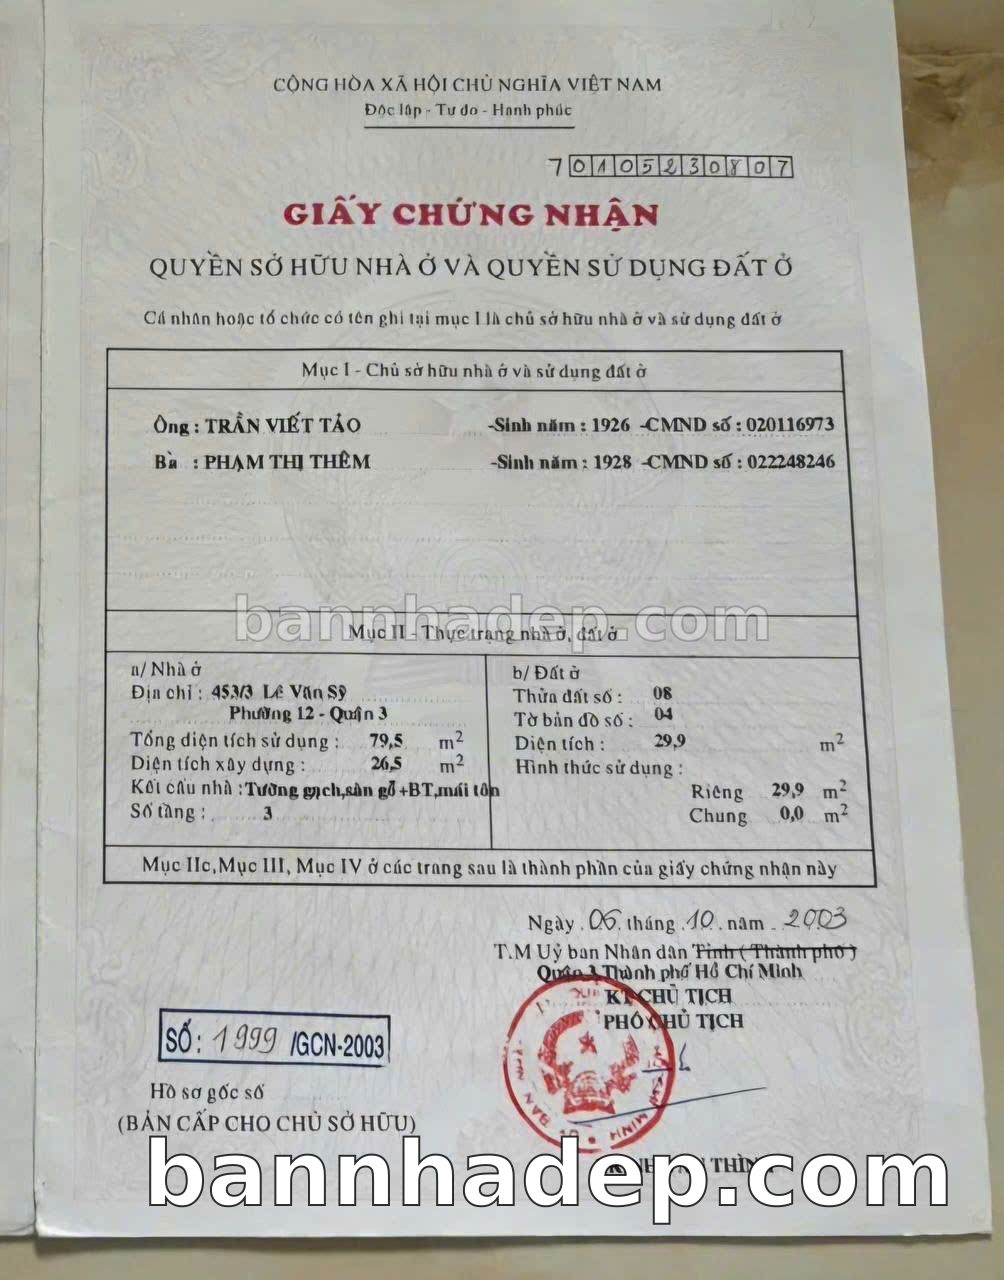 CỘNG HÒA XÃ HỘI CHỦ NGHĨA VIỆT NAM
Độc lập - Tự do - Hạnh phúc
7 0105230807
GIẤY CHỨNG NHẬN
QUYỀN SỞ HỮU NHÀ Ở VÀ QUYỀN SỬ DỤNG ĐẤT Ở
Cá nhân hoặc tổ chức có tên ghi tại mục I là chủ sở hữu nhà ở và sử dụng đất ở
Mục I - Chủ sở hữu nhà ở và sử dụng đất ở
Ông : TRẦN VIẾT TẢO -Sinh năm : 1926 -CMND số : 020116973
Bà : PHẠM THỊ THÊM -Sinh năm : 1928 -CMND số : 022248246
bannhadep.com
Mục II - Thực trạng nhà ở, đất ở
a/ Nhà ở
Địa chỉ : 453/3 Lê Văn Sỹ
Phường 12 - Quận 3
Tổng diện tích sử dụng : 79,5 m2
Diện tích xây dựng : 26,5 m2
Kết cấu nhà : Tường gạch,sàn gỗ+BT,mái tôn
Số tầng : 3
b/ Đất ở
Thửa đất số : 08
Tờ bản đồ số : 04
Diện tích : 29,9 m2
Hình thức sử dụng :
Riêng 29,9 m2
Chung 0,0 m2
Mục IIc,Mục III, Mục IV ở các trang sau là thành phần của giấy chứng nhận này
Ngày 06 tháng 10 năm 2003
T.M Uỷ ban Nhân dân Tỉnh ( Thành phố )
Quận 3 Thành phố Hồ Chí Minh
KT CHỦ TỊCH
PHÓ CHỦ TỊCH
SỐ: 1999 /GCN-2003
Hồ sơ gốc số
(BẢN CẤP CHO CHỦ SỞ HỮU)
bannhadep.com